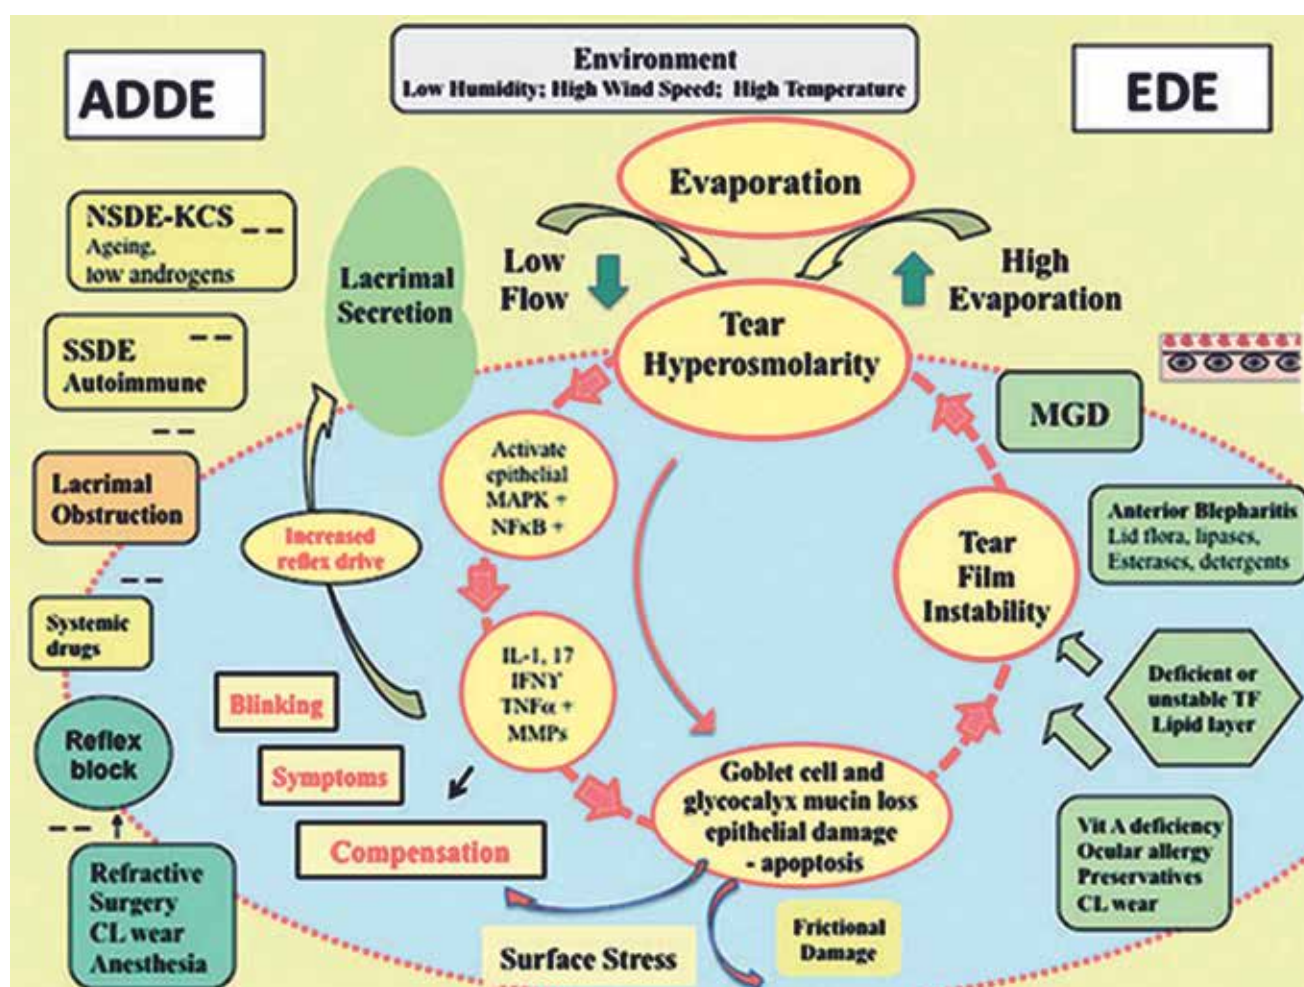 Environment
Low Humidity; High Wind Speed; High Temperature
ADDE
EDE
Evaporation
NSDE-KCS
Ageing,
low androgens
Lacrimal
Secretion
Low
Flow
High
Evaporation
Tear
Hyperosmolarity
SSDE
Autoimmune
MGD
Activate
epithelial
MAPK +
NFκB +
Lacrimal
Obstruction
Increased
reflex drive
Tear
Film
Instability
Anterior Blepharitis
Lid flora, lipases,
Esterases, detergents
Systemic
drugs
IL-1, 17
IFNϒ
TNFα +
MMPs
Deficient or
unstable TF
Lipid layer
Blinking
Reflex
block
Symptoms
Goblet cell and
glycocalyx mucin loss
epithelial damage
- apoptosis
Compensation
Vit A deficiency
Ocular allergy
Preservatives
CL wear
Refractive
Surgery
CL wear
Anesthesia
Surface Stress
Frictional
Damage